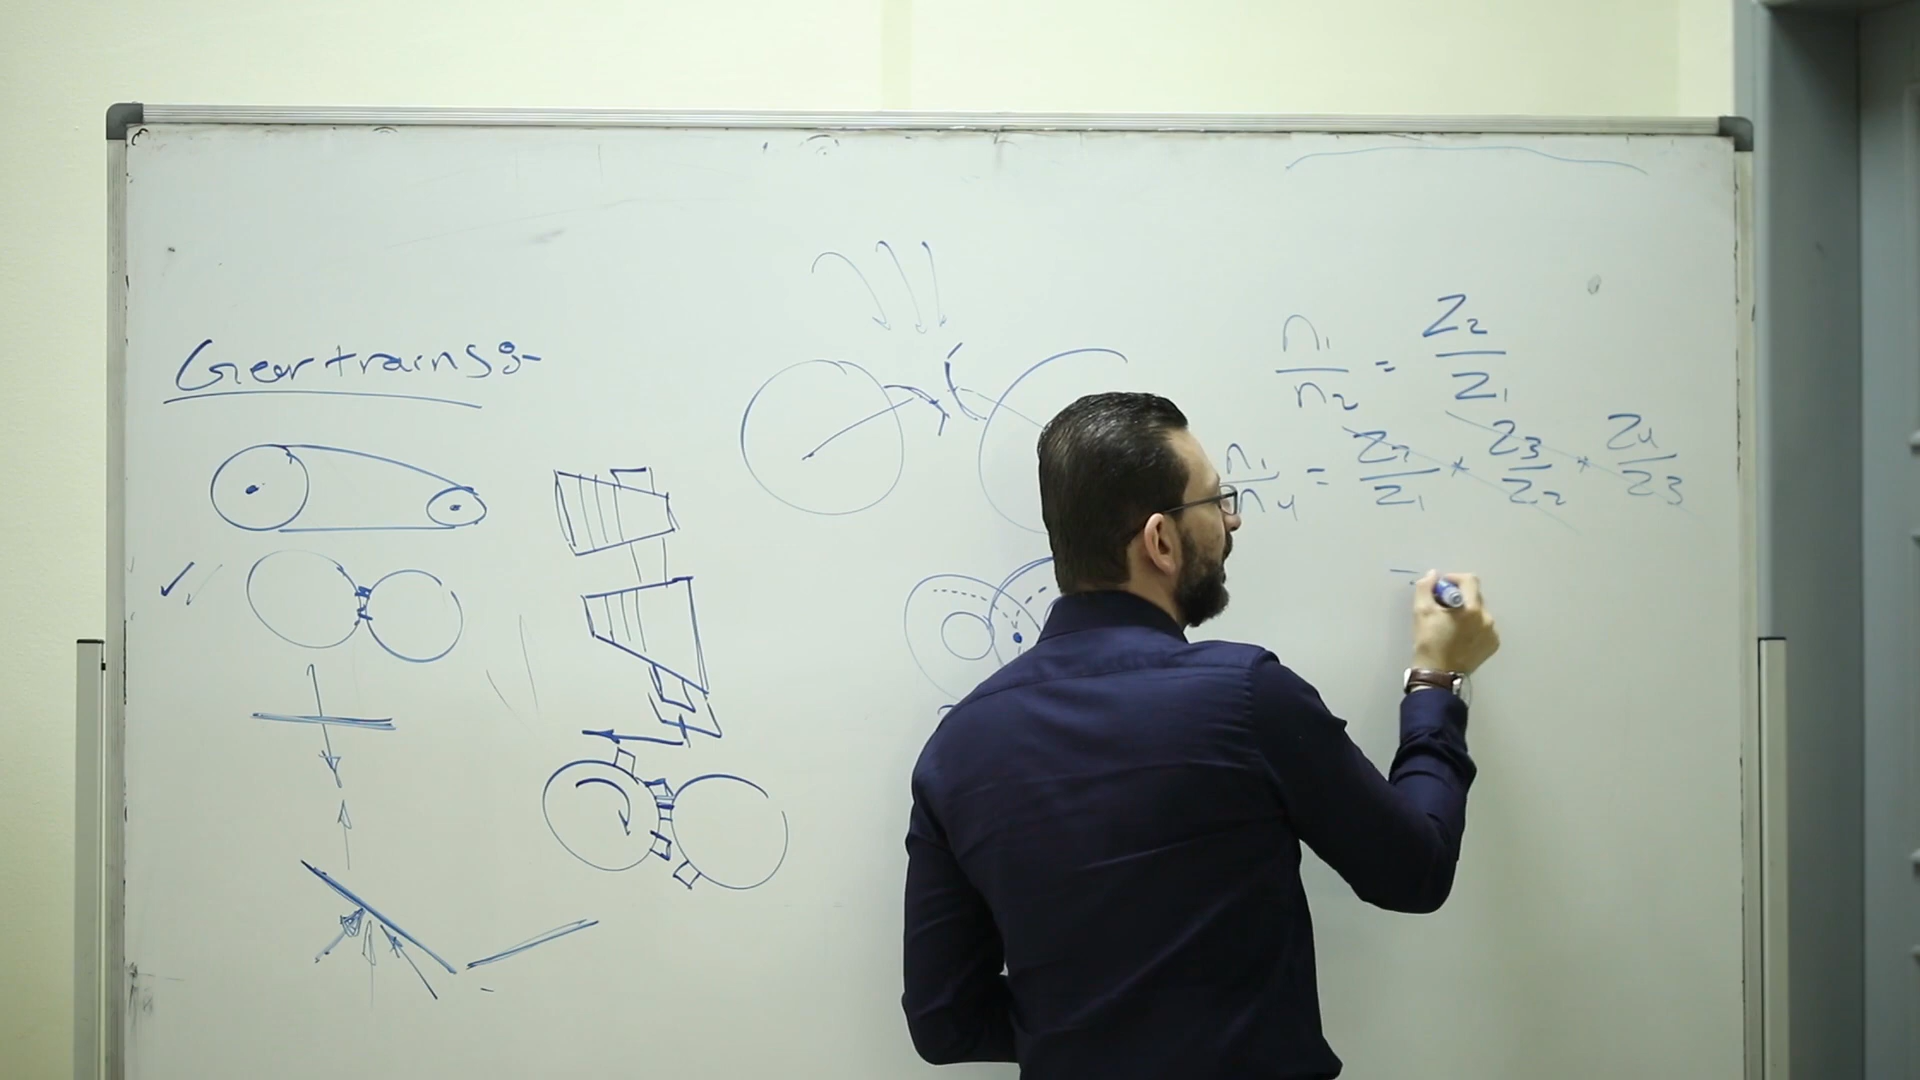 Gear trains:-
n1/n2 = Z2/Z1
n1/n4 = Z2/Z1 * Z3/Z2 * Z4/Z3